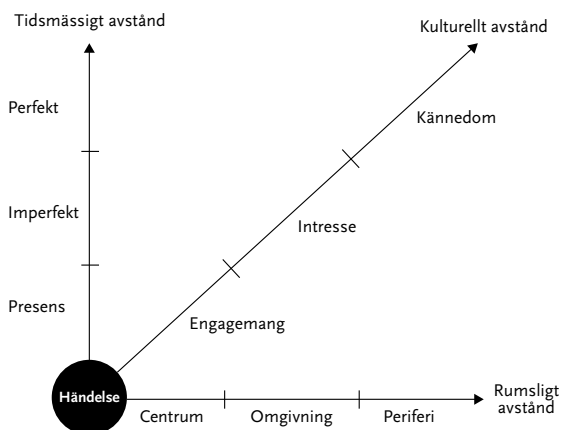 Tidsmässigt avstånd
Kulturellt avstånd
Perfekt
Kännedom
Imperfekt
Intresse
Presens
Engagemang
Händelse
Rumsligt
avstånd
Centrum
Omgivning
Periferi